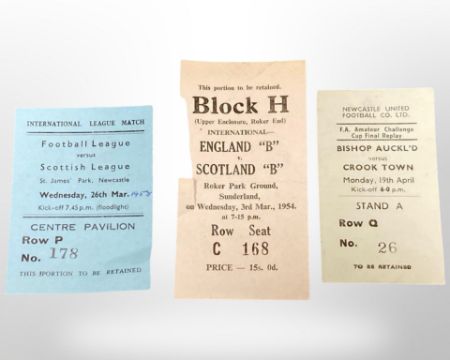 INTERNATIONAL LEAGUE MATCH
Football League
versus
Scottish League
St. James' Park, Newcastle
Wednesday, 26th Mar. 1958
Kick-off 7.45 p.m. (floodlight)
CENTRE PAVILION
Row P
No. 178
THIS PORTION TO BE RETAINED
This portion to be retained.
Block H
(Upper Enclosure, Roker End)
INTERNATIONAL—
ENGLAND "B"
v.
SCOTLAND "B"
Roker Park Ground,
Sunderland,
on Wednesday, 3rd Mar., 1954.
at 7-15 p.m.
Row Seat
C 168
PRICE — 15s. 0d.
NEWCASTLE UNITED
FOOTBALL CO. LTD.
F.A. Amateur Challenge
Cup Final Replay
BISHOP AUCKL'D
versus
CROOK TOWN
Monday, 19th April
Kick-off 6-0 p.m.
STAND A
Row Q
No. 26
TO BE RETAINED